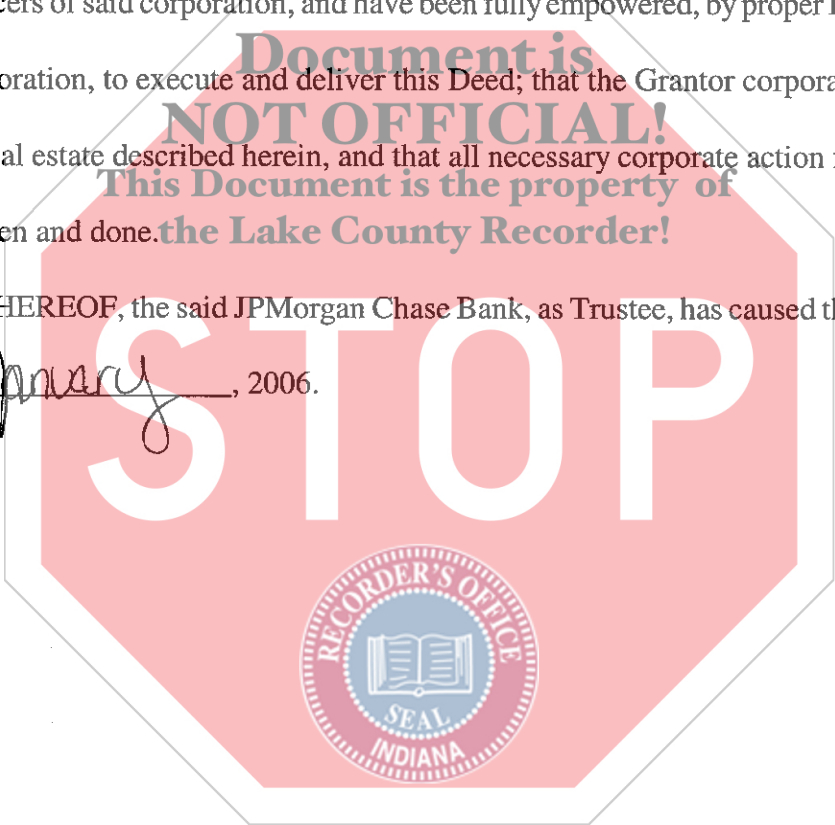 cers of said corporation, and have been fully empowered, by proper
Document is
oration, to execute and deliver this Deed; that the Grantor corpora
NOT OFFICIAL!
al estate described herein, and that all necessary corporate action
This Document is the property of
en and done.
the Lake County Recorder!
HEREOF, the said JPMorgan Chase Bank, as Trustee, has caused th
anuary, 2006.
STOP
RECORDER'S OFFICE
SEAL
INDIANA